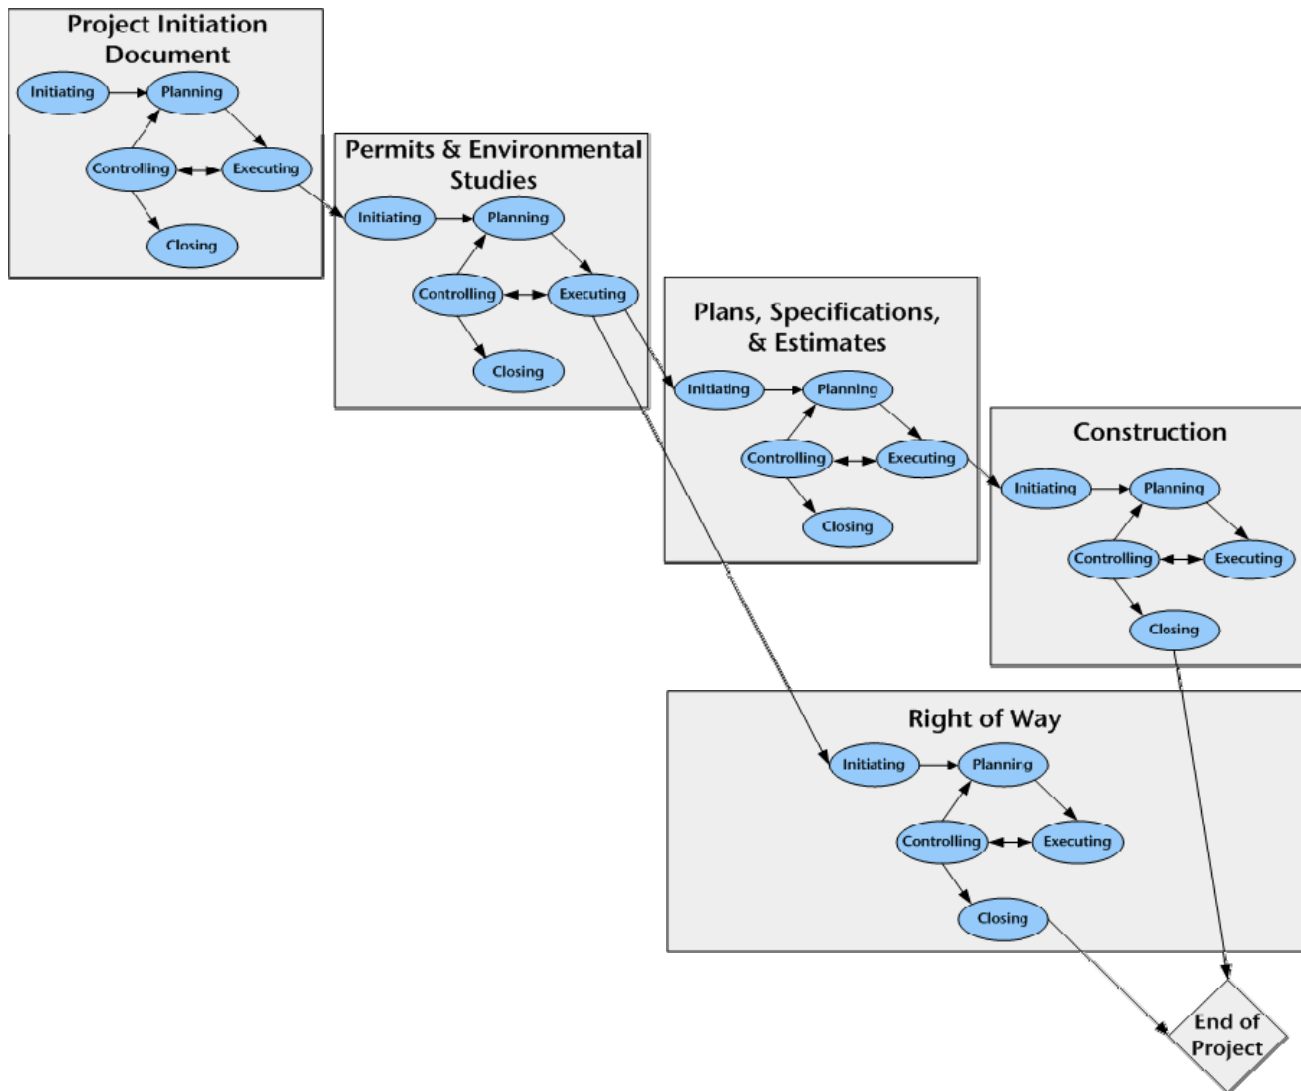 Project Initiation
Document
Initiating
Planning
Controlling
Executing
Closing
Permits & Environmental
Studies
Initiating
Planning
Controlling
Executing
Closing
Plans, Specifications,
& Estimates
Initiating
Planning
Controlling
Executing
Closing
Construction
Initiating
Planning
Controlling
Executing
Closing
Right of Way
Initiating
Planning
Controlling
Executing
Closing
End of
Project